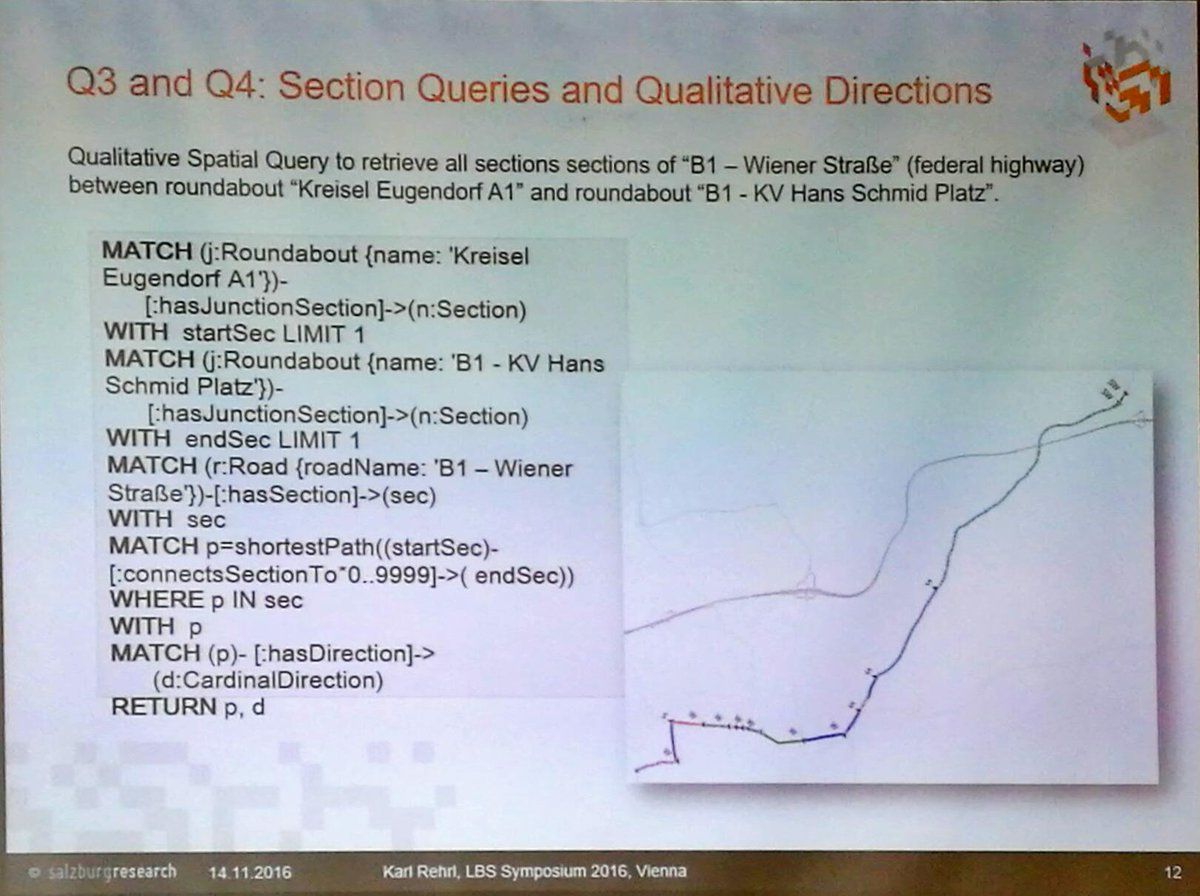 Q3 and Q4: Section Queries and Qualitative Directions
Qualitative Spatial Query to retrieve all sections sections of “B1 – Wiener Straße” (federal highway)
between roundabout “Kreisel Eugendorf A1” and roundabout “B1 - KV Hans Schmid Platz”.
MATCH (j:Roundabout {name: 'Kreisel
Eugendorf A1'})-
[:hasJunctionSection]->(n:Section)
WITH startSec LIMIT 1
MATCH (j:Roundabout {name: 'B1 - KV Hans
Schmid Platz'})-
[:hasJunctionSection]->(n:Section)
WITH endSec LIMIT 1
MATCH (r:Road {roadName: 'B1 – Wiener
Straße'})-[:hasSection]->(sec)
WITH sec
MATCH p=shortestPath((startSec)-
[:connectsSectionTo*0..9999]->( endSec))
WHERE p IN sec
WITH p
MATCH (p)- [:hasDirection]->
(d:CardinalDirection)
RETURN p, d
© salzburgresearch 14.11.2016 Karl Rehrl, LBS Symposium 2016, Vienna 12